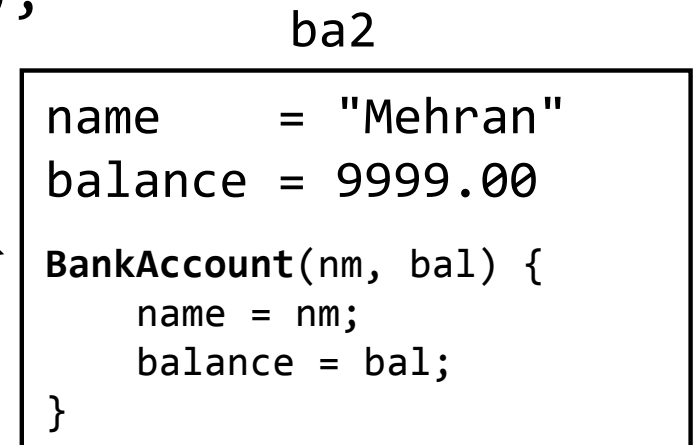 );
ba2
name    = "Mehran"
balance = 9999.00
BankAccount(nm, bal) {
    name = nm;
    balance = bal;
}